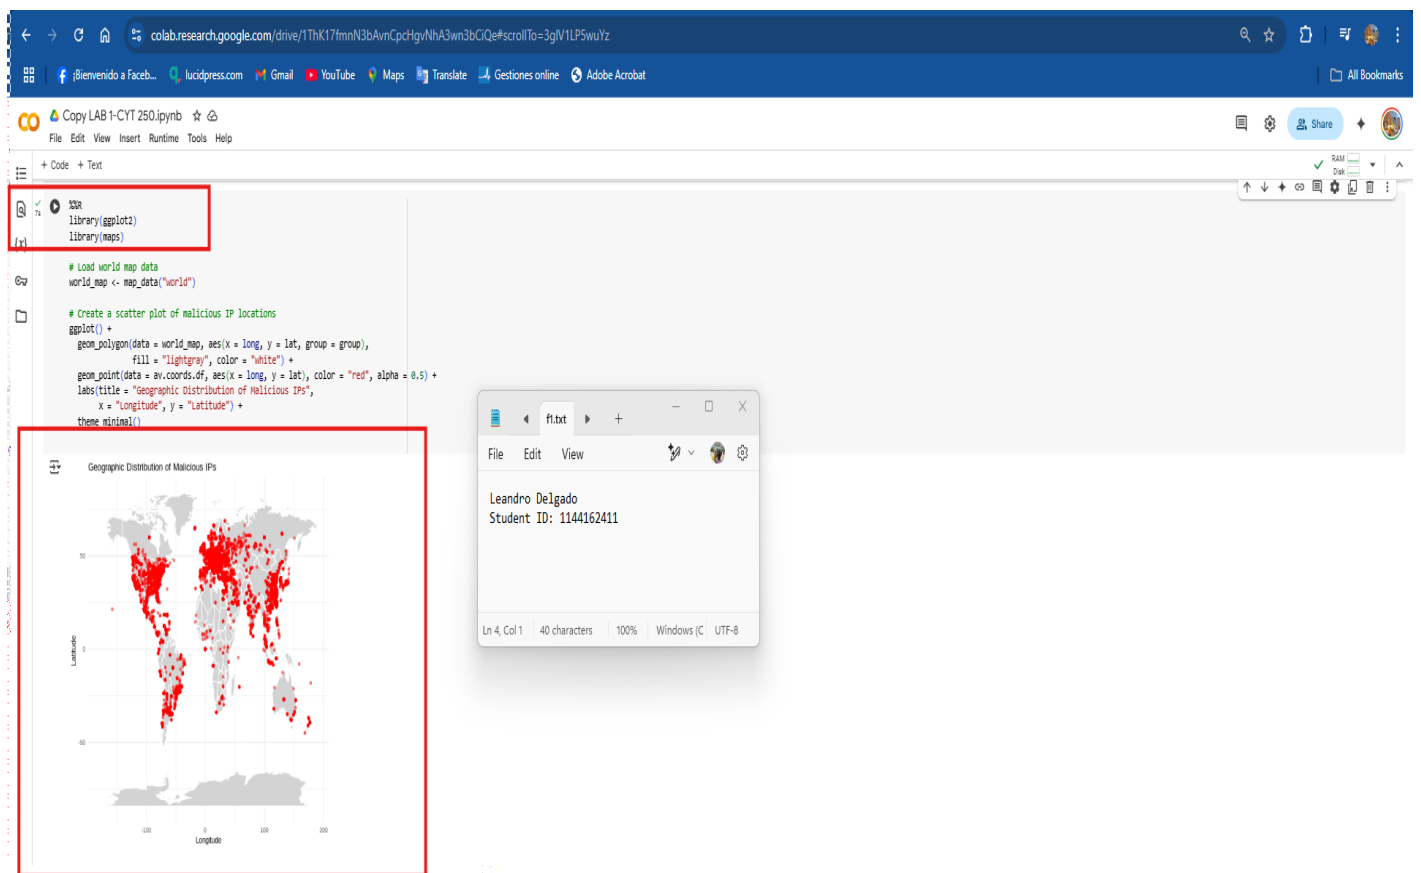 colab.research.google.com/drive/1ThK17fmnN3bAvnCpcHgvNhA3wn3bCiQe#scrollTo=3glV1LP5wuYz
¡Bienvenido a Faceb... lucidpress.com Gmail YouTube Maps Translate Gestiones online Adobe Acrobat All Bookmarks
Copy LAB 1-CYT 250.ipynb
File Edit View Insert Runtime Tools Help
Share
+ Code + Text
RAM
Disk
7s
%%R
library(ggplot2)
library(maps)
{x}
# Load world map data
world_map <- map_data("world")
# Create a scatter plot of malicious IP locations
ggplot() +
geom_polygon(data = world_map, aes(x = long, y = lat, group = group),
fill = "lightgray", color = "white") +
geom_point(data = av.coords.df, aes(x = long, y = lat), color = "red", alpha = 0.5) +
labs(title = "Geographic Distribution of Malicious IPs",
x = "Longitude", y = "Latitude") +
theme_minimal()
Geographic Distribution of Malicious IPs
50
0
-50
Latitude
-100 0 100 200
Longitude
f1.txt
File Edit View
Leandro Delgado
Student ID: 1144162411
Ln 4, Col 1 40 characters 100% Windows (C UTF-8